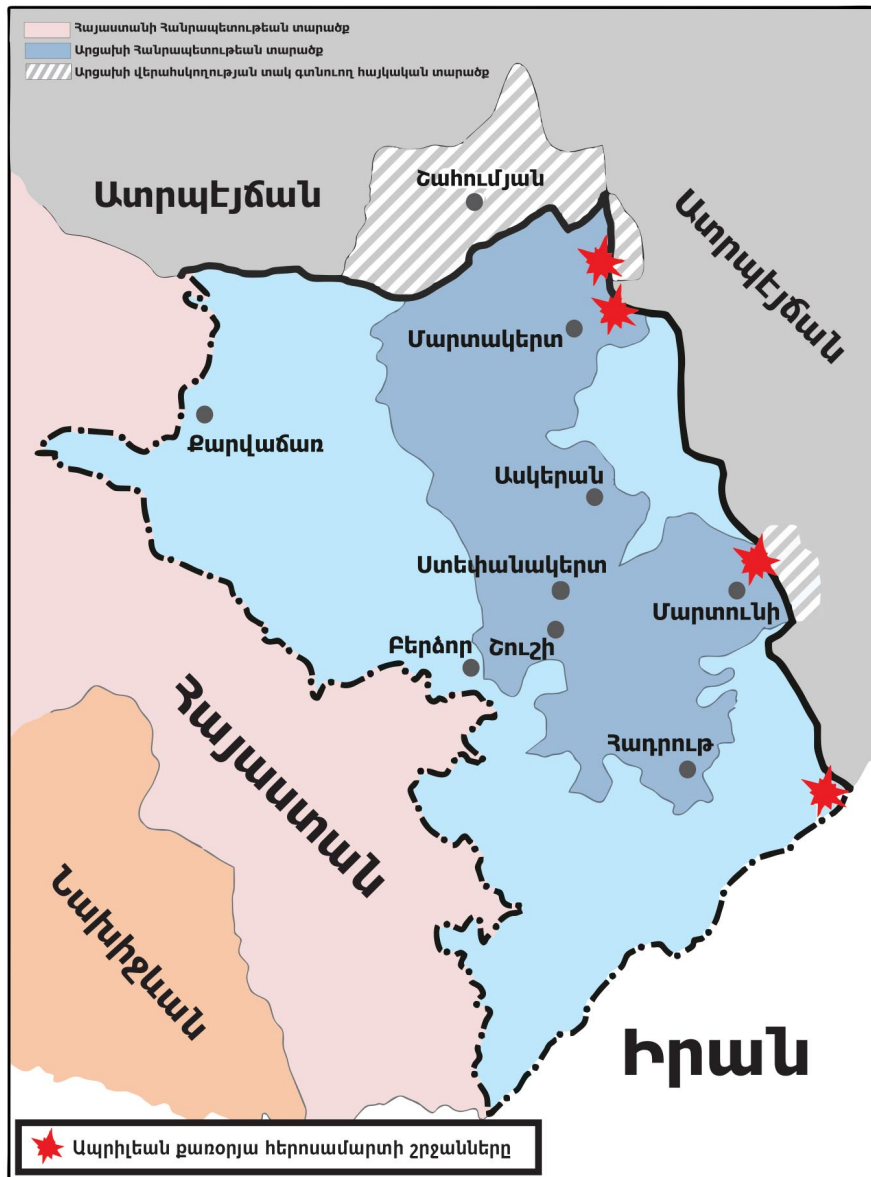 Հայաստանի Հանրապետութեան տարածք
Արցախի Հանրապետութեան տարածք
Արցախի վերահսկողության տակ գտնուող հայկական տարածք
Շահումյան
Ատրպէյճան
Ատրպէյճան
Մարտակերտ
Քարվաճառ
Ասկերան
Ստեփանակերտ
Մարտունի
Բերձոր
Շուշի
Հայաստան
Հադրութ
Նախիջևան
Իրան
Ապրիլեան քառօրյա հերոսամարտի շրջանները